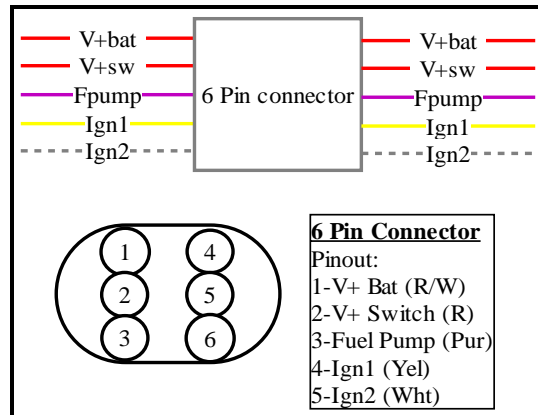 V+bat
V+sw
Fpump
Ign1
Ign2
6 Pin connector
V+bat
V+sw
Fpump
Ign1
Ign2
1 4
2 5
3 6
6 Pin Connector
Pinout:
1-V+ Bat (R/W)
2-V+ Switch (R)
3-Fuel Pump (Pur)
4-Ign1 (Yel)
5-Ign2 (Wht)